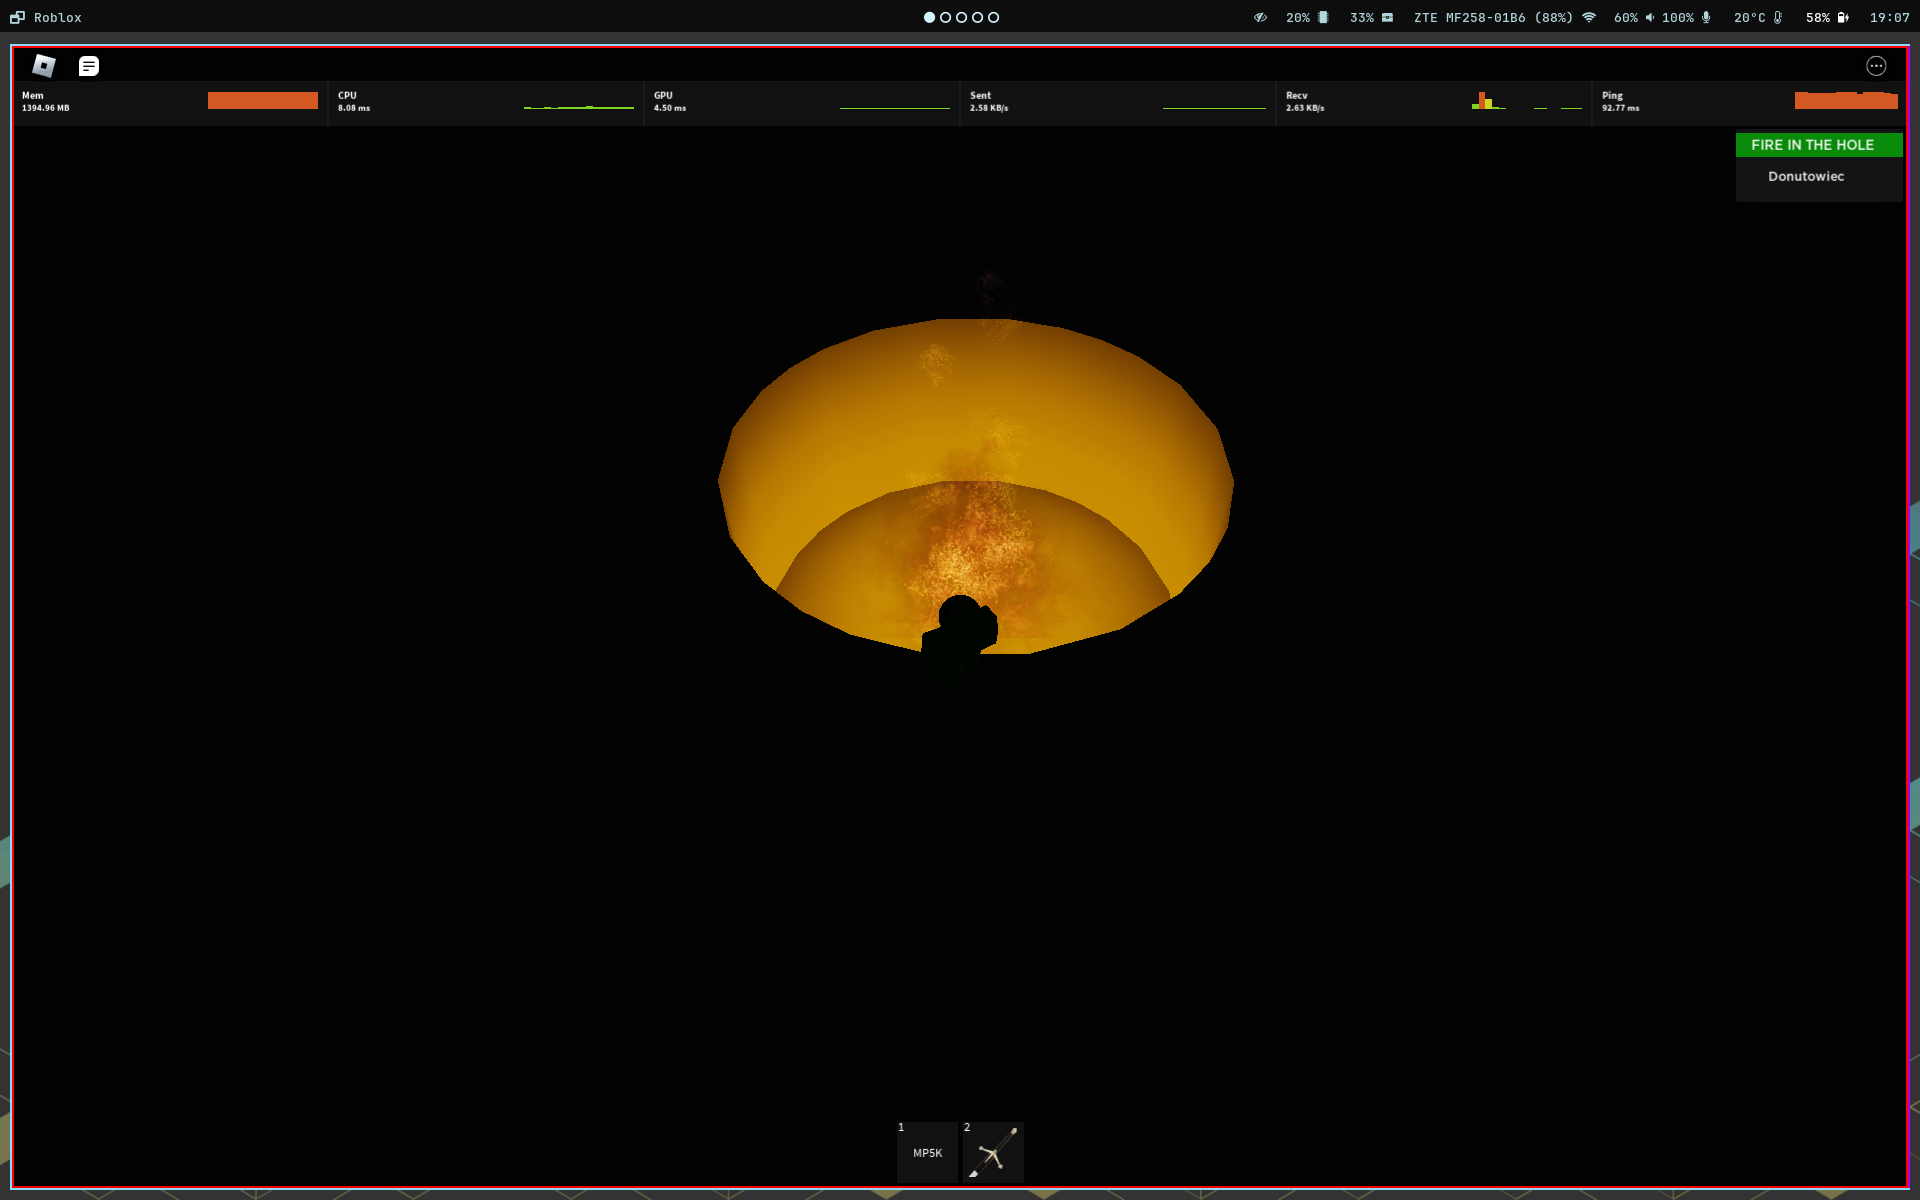 Roblox
20% 33% ZTE MF258-01B6 (88%) 60% 100% 20°C 58% 19:07
Mem
1394.96 MB
CPU
8.08 ms
GPU
4.50 ms
Sent
2.58 KB/s
Recv
2.63 KB/s
Ping
92.77 ms
FIRE IN THE HOLE
Donutowiec
1
MP5K
2